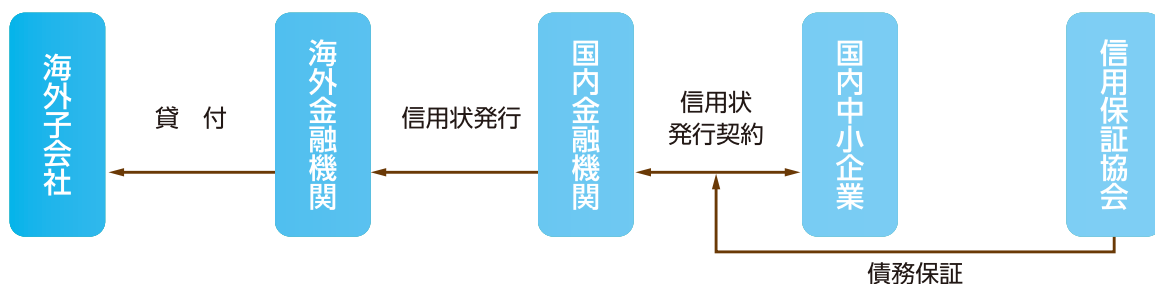 海外子会社
貸　付
海外金融機関
信用状発行
国内金融機関
信用状
発行契約
国内中小企業
信用保証協会
債務保証